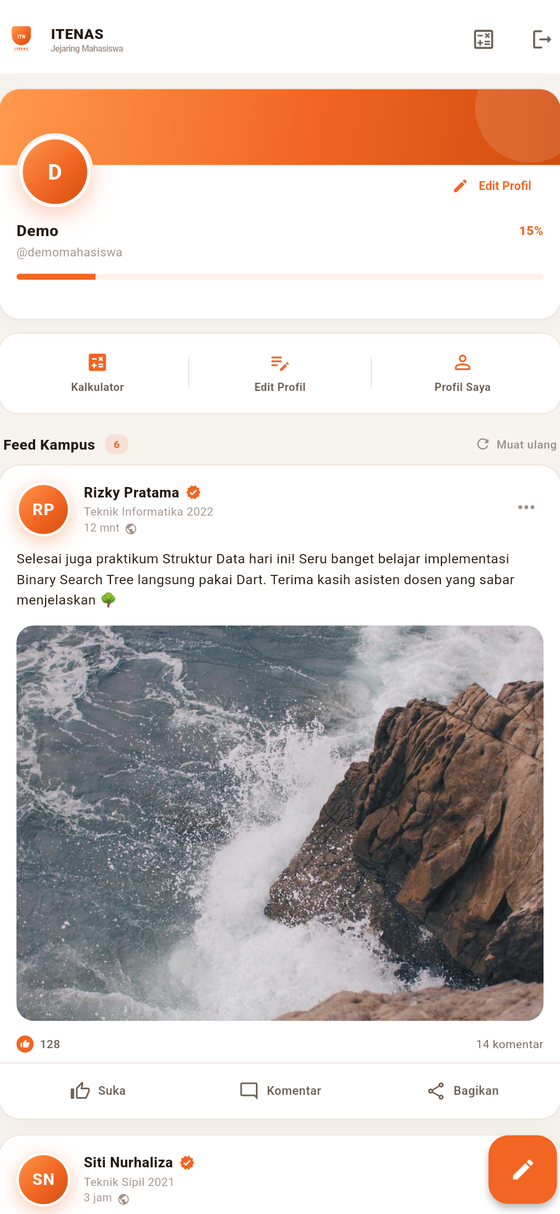 ITN
ITENAS
ITENAS
Jejaring Mahasiswa
D
Edit Profil
Demo
15%
@demomahasiswa
Kalkulator
Edit Profil
Profil Saya
Feed Kampus
6
Muat ulang
RP
Rizky Pratama
Teknik Informatika 2022
12 mnt
Selesai juga praktikum Struktur Data hari ini! Seru banget belajar implementasi
Binary Search Tree langsung pakai Dart. Terima kasih asisten dosen yang sabar
menjelaskan 🌳
128
14 komentar
Suka
Komentar
Bagikan
SN
Siti Nurhaliza
Teknik Sipil 2021
3 jam